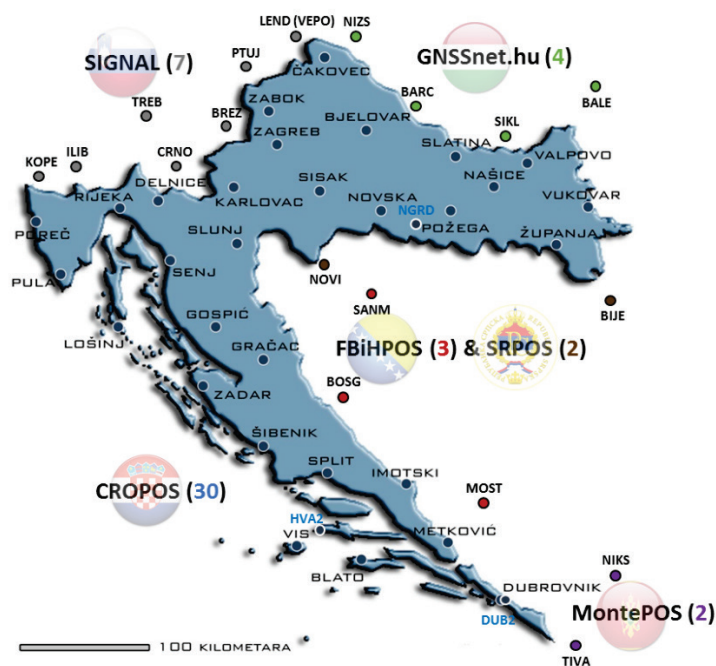 LEND (VEPO)
NIZS
SIGNAL (7)
GNSSnet.hu (4)
PTUJ
ČAKOVEC
BALE
TREB
BREZ
ZABOK
BARC
BJELOVAR
SIKL
ZAGREB
SLATINA
KOPE
ILIB
CRNO
VALPOVO
DELNICE
SISAK
NAŠICE
RIJEKA
KARLOVAC
NOVSKA
NGRD
VUKOVAR
POREČ
SLUNJ
POŽEGA
ŽUPANJA
PULA
SENJ
NOVI
SANM
BIJE
GOSPIĆ
LOŠINJ
FBiHPOS (3) & SRPOS (2)
GRAČAC
BOSG
ZADAR
ŠIBENIK
SPLIT
IMOTSKI
CROPOS (30)
MOST
HVA2
METKOVIĆ
VIS
NIKS
BLATO
DUBROVNIK
DUB2
MontePOS (2)
100 KILOMETARA
TIVA